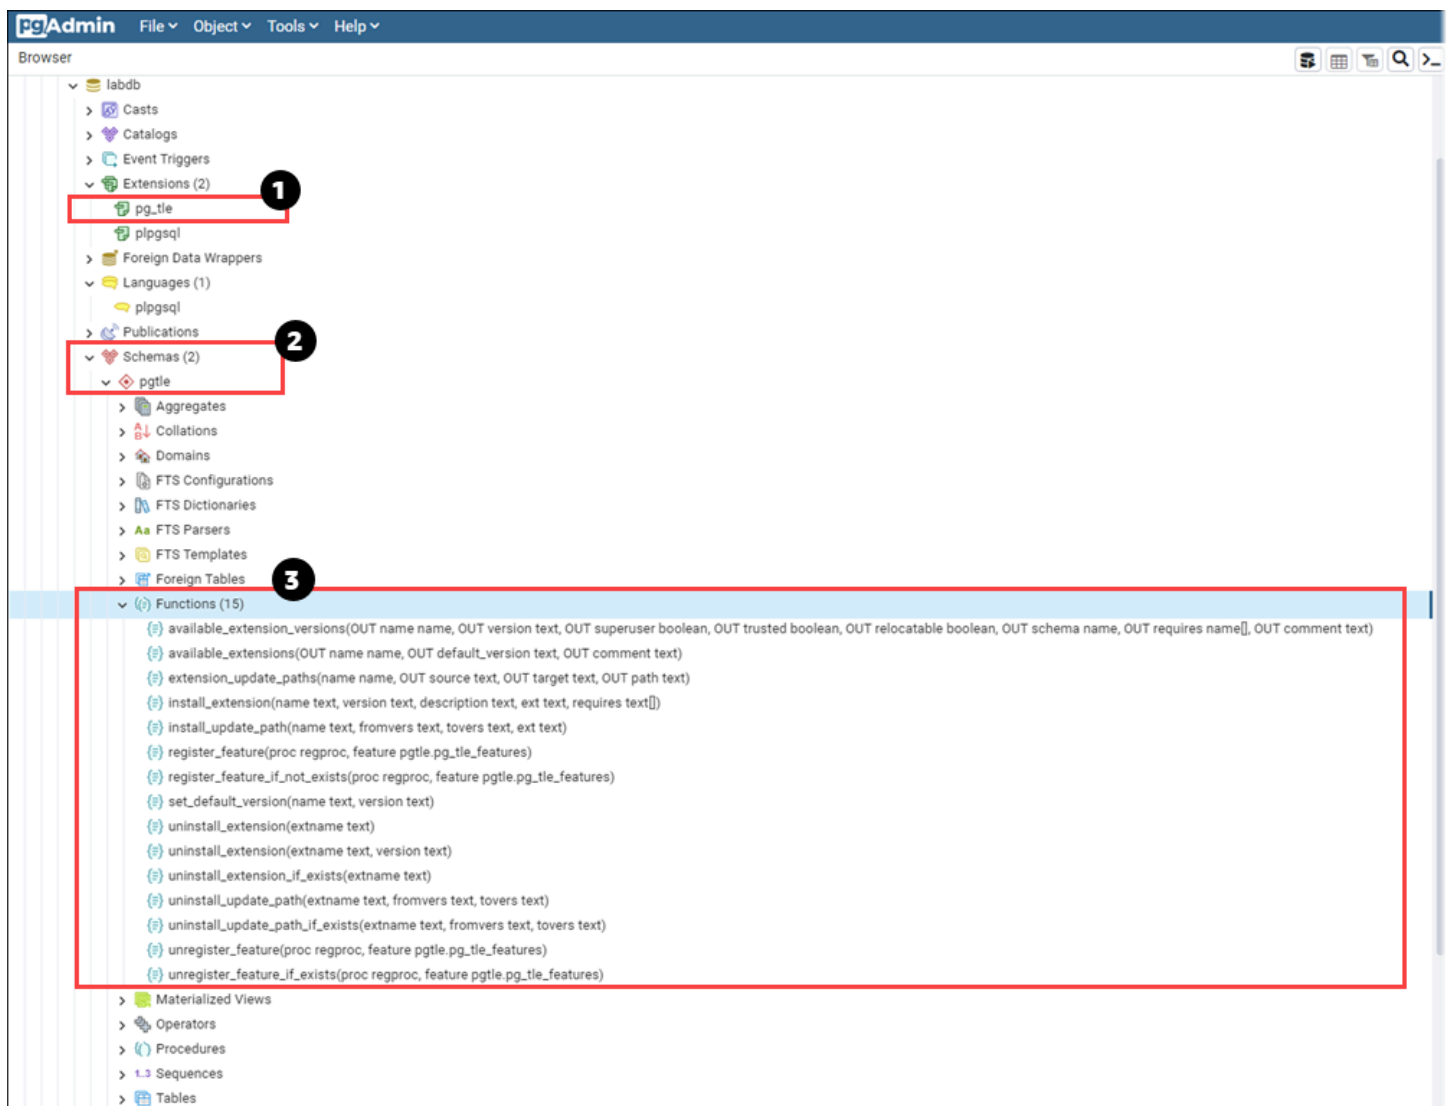 pgAdmin File Object Tools Help
Browser
labdb
Casts
Catalogs
Event Triggers
Extensions (2)
1
pg_tle
plpgsql
Foreign Data Wrappers
Languages (1)
plpgsql
Publications
2
Schemas (2)
pgtle
Aggregates
Collations
Domains
FTS Configurations
FTS Dictionaries
Aa FTS Parsers
FTS Templates
Foreign Tables
3
Functions (15)
available_extension_versions(OUT name name, OUT version text, OUT superuser boolean, OUT trusted boolean, OUT relocatable boolean, OUT schema name, OUT requires name[], OUT comment text)
available_extensions(OUT name name, OUT default_version text, OUT comment text)
extension_update_paths(name name, OUT source text, OUT target text, OUT path text)
install_extension(name text, version text, description text, ext text, requires text[])
install_update_path(name text, fromvers text, tovers text, ext text)
register_feature(proc regproc, feature pgtle.pg_tle_features)
register_feature_if_not_exists(proc regproc, feature pgtle.pg_tle_features)
set_default_version(name text, version text)
uninstall_extension(extname text)
uninstall_extension(extname text, version text)
uninstall_extension_if_exists(extname text)
uninstall_update_path(extname text, fromvers text, tovers text)
uninstall_update_path_if_exists(extname text, fromvers text, tovers text)
unregister_feature(proc regproc, feature pgtle.pg_tle_features)
unregister_feature_if_exists(proc regproc, feature pgtle.pg_tle_features)
Materialized Views
Operators
Procedures
1..3 Sequences
Tables